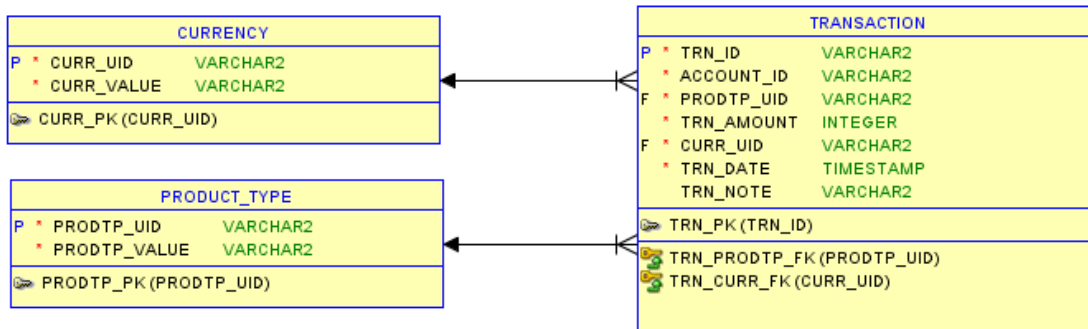 CURRENCY
P * CURR_UID VARCHAR2
* CURR_VALUE VARCHAR2
CURR_PK (CURR_UID)
PRODUCT_TYPE
P * PRODTP_UID VARCHAR2
* PRODTP_VALUE VARCHAR2
PRODTP_PK (PRODTP_UID)
TRANSACTION
P * TRN_ID VARCHAR2
* ACCOUNT_ID VARCHAR2
F * PRODTP_UID VARCHAR2
* TRN_AMOUNT INTEGER
F * CURR_UID VARCHAR2
* TRN_DATE TIMESTAMP
TRN_NOTE VARCHAR2
TRN_PK (TRN_ID)
TRN_PRODTP_FK (PRODTP_UID)
TRN_CURR_FK (CURR_UID)